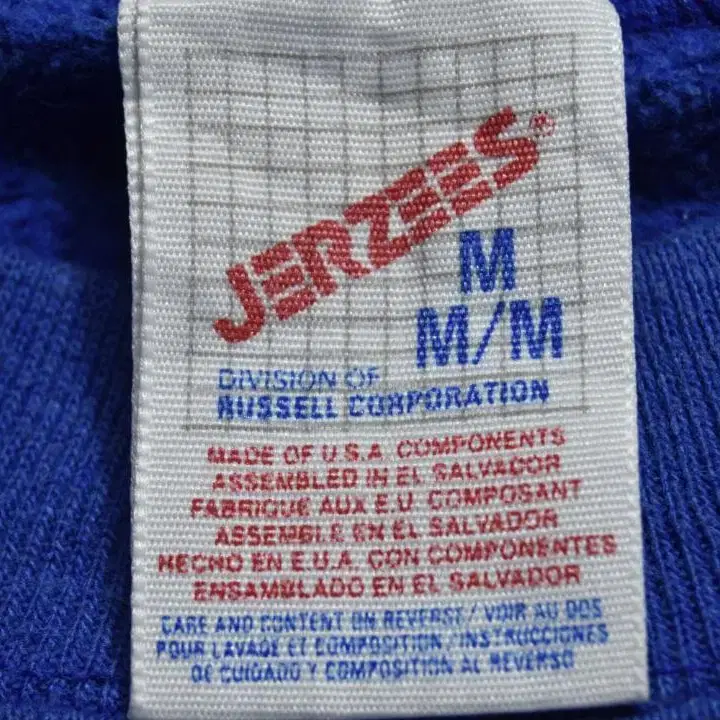 JERZEES®
M
M/M
DIVISION OF
RUSSELL CORPORATION
MADE OF U.S.A. COMPONENTS
ASSEMBLED IN EL SALVADOR
FABRIQUE AUX E.U. COMPOSANT
ASSEMBLE EN EL SALVADOR
HECHO EN E.U.A. CON COMPONENTES
ENSAMBLADO EN EL SALVADOR
CARE AND CONTENT ON REVERSE/VOIR AU DOS
POUR LAVAGE ET COMPOSITION/INSTRUCCIONES
DE CUIDADO Y COMPOSITION AL REVERSO